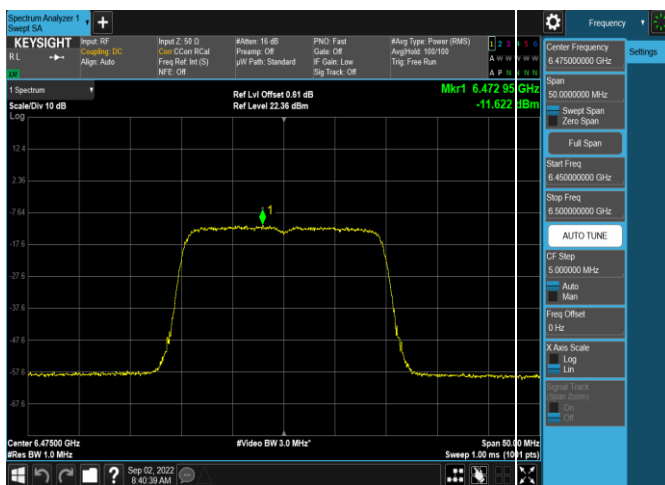 Spectrum Analyzer 1
Swept SA
+
Frequency
KEYSIGHT
Input: RF
Input Z: 50 Ω
#Atten: 16 dB
PNO: Fast
#Avg Type: Power (RMS)
1 2 3 4 5 6
RL
Coupling: DC
Corr CCorr RCal
Preamp: Off
Gate: Off
Avg|Hold: 100/100
Align: Auto
Freq Ref: Int (S)
µW Path: Standard
IF Gain: Low
Trig: Free Run
NFE: Off
Sig Track: Off
LXI
1 Spectrum
Scale/Div 10 dB
Log
Ref Lvl Offset 0.61 dB
Ref Level 22.36 dBm
Mkr1 6.472 95 GHz
-11.622 dBm
12.4
2.36
-7.64
-17.6
-27.6
-37.6
-47.6
-57.6
-67.6
1
Center 6.47500 GHz
#Video BW 3.0 MHz*
Span 50.00 MHz
#Res BW 1.0 MHz
Sweep 1.00 ms (1001 pts)
Sep 02, 2022
8:40:39 AM
Center Frequency
6.475000000 GHz
Settings
Span
50.0000000 MHz
Swept Span
Zero Span
Full Span
Start Freq
6.450000000 GHz
Stop Freq
6.500000000 GHz
AUTO TUNE
CF Step
5.000000 MHz
Auto
Man
Freq Offset
0 Hz
X Axis Scale
Log
Lin
Signal Track
(Span Zoom)
On
Off